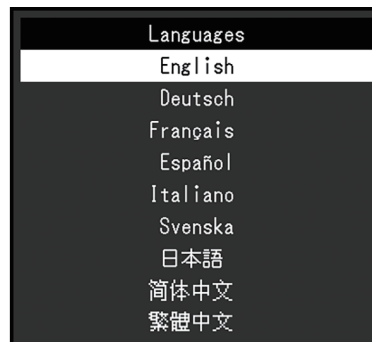 Languages
English
Deutsch
Français
Español
Italiano
Svenska
日本語
简体中文
繁體中文